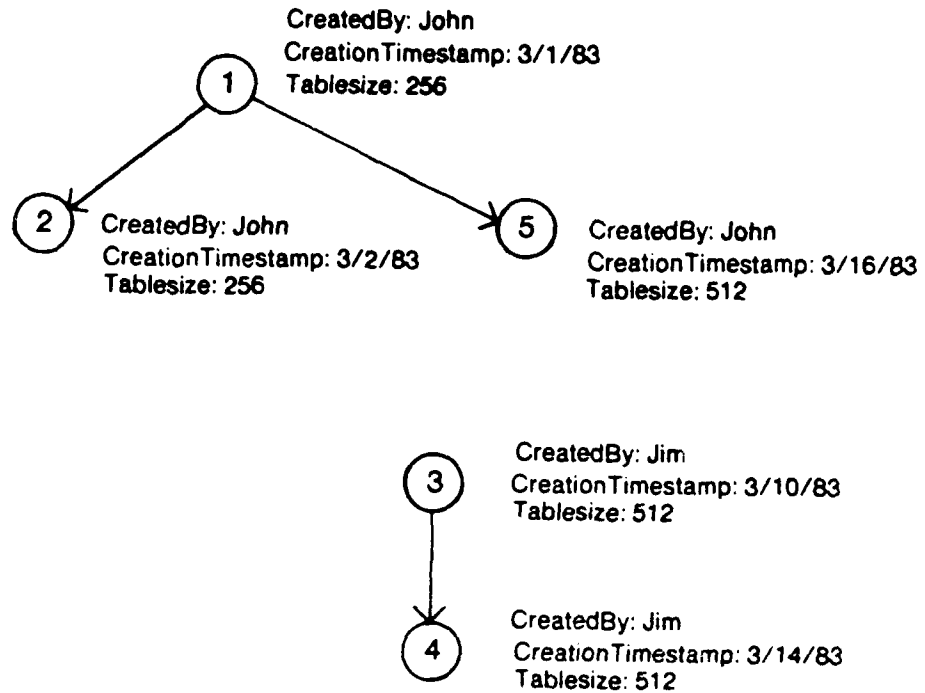 CreatedBy: John
CreationTimestamp: 3/1/83
1
Tablesize: 256
2
CreatedBy: John
CreationTimestamp: 3/2/83
Tablesize: 256
5
CreatedBy: John
CreationTimestamp: 3/16/83
Tablesize: 512
CreatedBy: Jim
3
CreationTimestamp: 3/10/83
Tablesize: 512
CreatedBy: Jim
4
CreationTimestamp: 3/14/83
Tablesize: 512